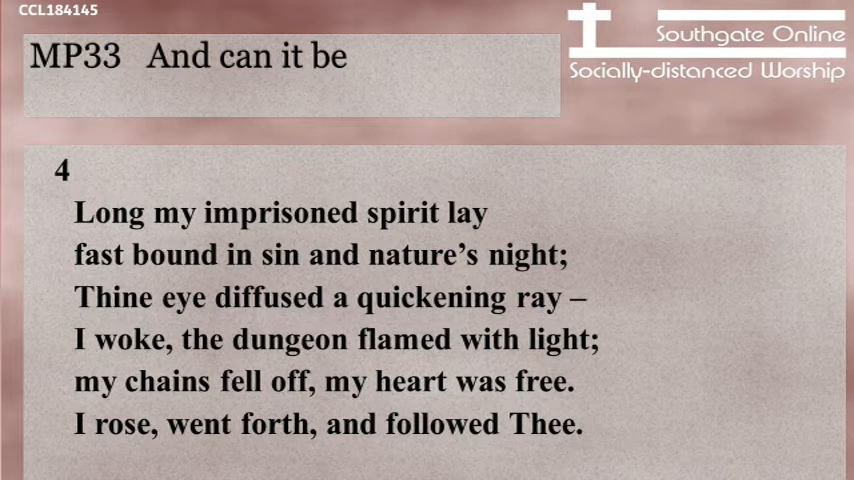 CCL184145
MP33 And can it be
Southgate Online
Socially-distanced Worship
4
Long my imprisoned spirit lay
fast bound in sin and nature’s night;
Thine eye diffused a quickening ray –
I woke, the dungeon flamed with light;
my chains fell off, my heart was free.
I rose, went forth, and followed Thee.